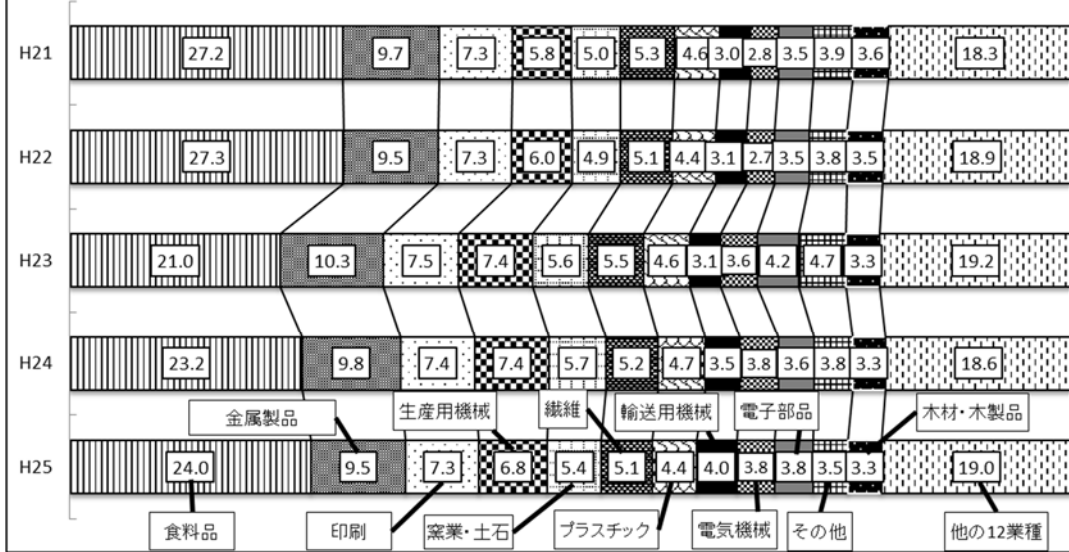 H21 27.2 9.7 7.3 5.8 5.0 5.3 4.6 3.0 2.8 3.5 3.9 3.6 18.3
H22 27.3 9.5 7.3 6.0 4.9 5.1 4.4 3.1 2.7 3.5 3.8 3.5 18.9
H23 21.0 10.3 7.5 7.4 5.6 5.5 4.6 3.1 3.6 4.2 4.7 3.3 19.2
H24 23.2 9.8 7.4 7.4 5.7 5.2 4.7 3.5 3.8 3.6 3.8 3.3 18.6
金属製品 生産用機械 繊維 輸送用機械 電子部品 木材・木製品
H25 24.0 9.5 7.3 6.8 5.4 5.1 4.4 4.0 3.8 3.8 3.5 3.3 19.0
食料品 印刷 窯業・土石 プラスチック 電気機械 その他 他の12業種